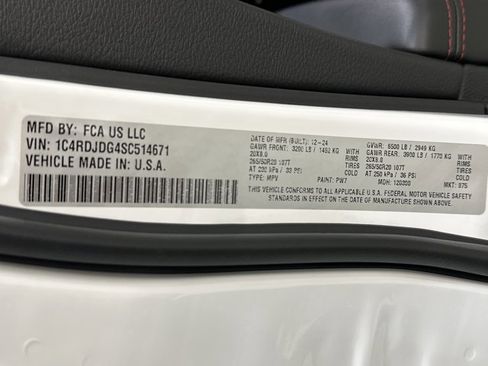 MFD BY: FCA US LLC
VIN: 1C4RDJDG4SC514671
VEHICLE MADE IN: U.S.A.
DATE OF MFR (BUILT): 12-24 GVWR: 6500 LB / 2949 KG
GAWR FRONT: 3200 LB / 1452 KG WITH GAWR REAR: 3900 LB / 1770 KG WITH
20X8.0 RIMS 20X8.0 RIMS
265/50R20 107T TIRES 265/50R20 107T TIRES
AT 230 kPa / 33 PSI COLD AT 250 kPa / 36 PSI COLD
TYPE: MPV PAINT: PW7 MDH: 120300 MKT: 975
THIS VEHICLE CONFORMS TO ALL APPLICABLE U.S.A. FEDERAL MOTOR VEHICLE SAFETY
STANDARDS IN EFFECT ON THE DATE OF MANUFACTURE SHOWN ABOVE.